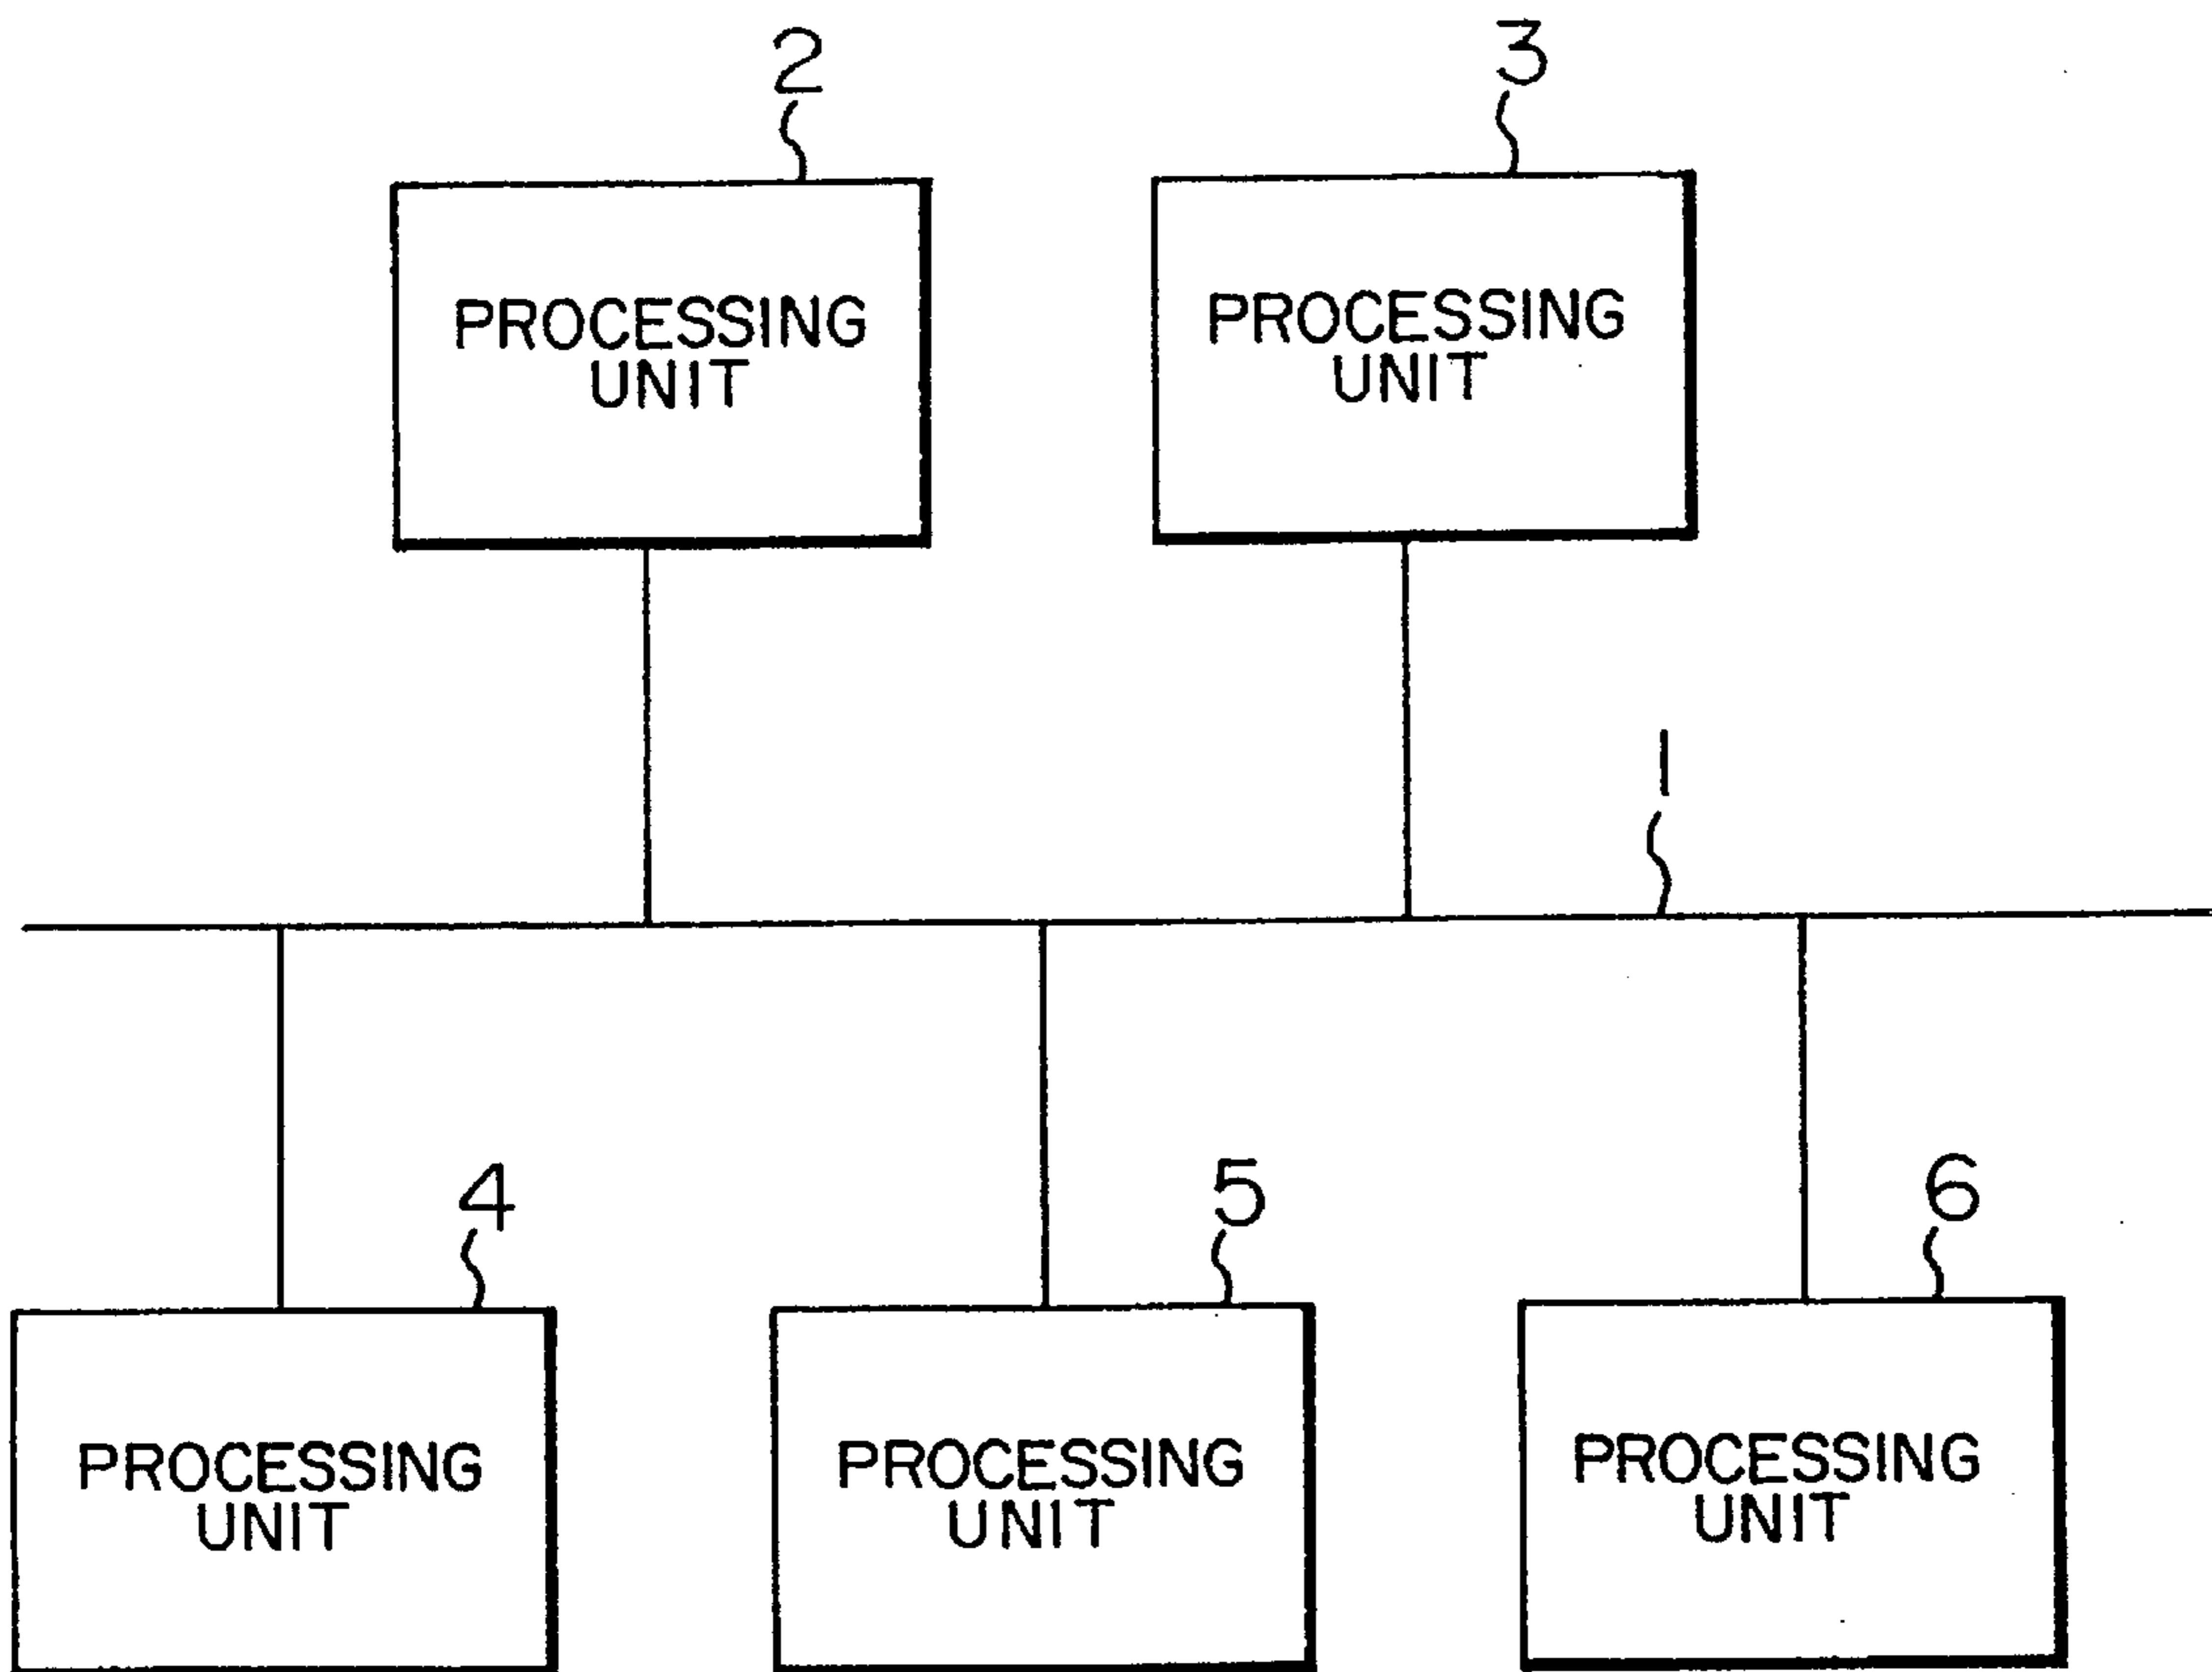 2
3
PROCESSING
UNIT
PROCESSING
UNIT
1
4
5
6
PROCESSING
UNIT
PROCESSING
UNIT
PROCESSING
UNIT